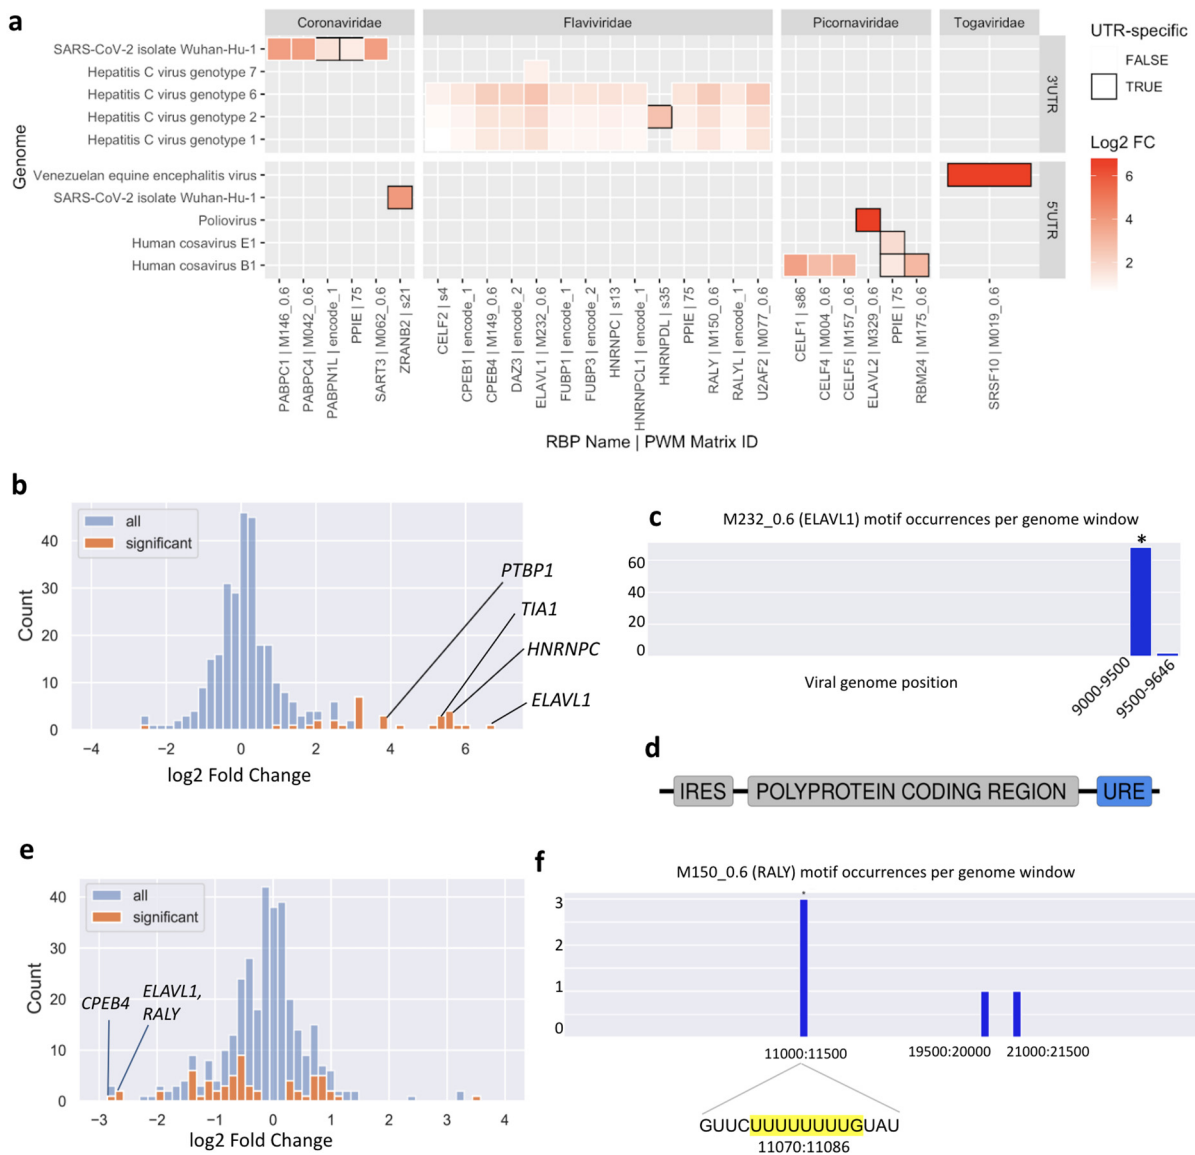 a
Coronaviridae
Flaviviridae
Picornaviridae
Togaviridae
Genome
SARS-CoV-2 isolate Wuhan-Hu-1
Hepatitis C virus genotype 7
Hepatitis C virus genotype 6
Hepatitis C virus genotype 2
Hepatitis C virus genotype 1
Venezuelan equine encephalitis virus
SARS-CoV-2 isolate Wuhan-Hu-1
Poliovirus
Human cosavirus E1
Human cosavirus B1
3'UTR
5'UTR
UTR-specific
FALSE
TRUE
Log2 FC
6
4
2
PABPC1 | M146_0.6
PABPC4 | M042_0.6
PABPN1L | encode_1
PPIE | 75
SART3 | M062_0.6
ZRANB2 | s21
CELF2 | s4
CPEB1 | encode_1
CPEB4 | M149_0.6
DAZ3 | encode_2
ELAVL1 | M232_0.6
FUBP1 | encode_1
FUBP3 | encode_2
HNRNPC | s13
HNRNPCL1 | encode_1
HNRNPDL | s35
PPIE | 75
RALY | M150_0.6
RALYL | encode_1
U2AF2 | M077_0.6
CELF1 | s86
CELF4 | M004_0.6
CELF5 | M157_0.6
ELAVL2 | M329_0.6
PPIE | 75
RBM24 | M175_0.6
SRSF10 | M019_0.6
RBP Name | PWM Matrix ID
b
all
significant
Count
40
30
20
10
0
−4
−2
0
2
4
6
log2 Fold Change
PTBP1
TIA1
HNRNPC
ELAVL1
c
M232_0.6 (ELAVL1) motif occurrences per genome window
*
60
40
20
0
Viral genome position
9000-9500
9500-9646
d
IRES
POLYPROTEIN CODING REGION
URE
e
all
significant
Count
40
30
20
10
0
CPEB4
ELAVL1,
RALY
−3
−2
−1
0
1
2
3
4
log2 Fold Change
f
M150_0.6 (RALY) motif occurrences per genome window
*
3
2
1
0
11000:11500
19500:20000
21000:21500
GUUCUUUUUUUUGUAU
11070:11086